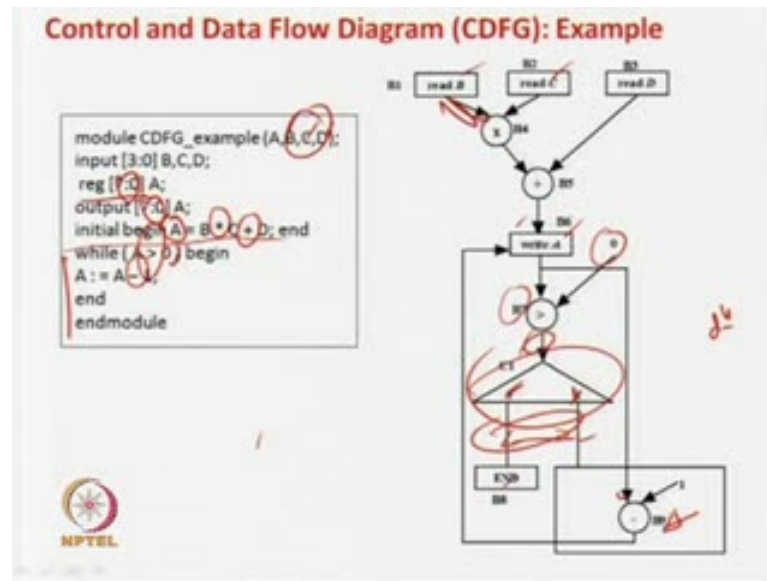 Control and Data Flow Diagram (CDFG): Example
B1
B2
B3
read B
read C
read D
module CDFG_example (A,B,C,D);
input [3:0] B,C,D;
reg [7:0] A;
output [7:0] A;
initial begin A = B * C + D; end
while ( A > 0 ) begin
A := A – 1;
end
endmodule
x
B4
+
B5
B6
write A
0
B7
>
C1
END
B8
1
-
B9
NPTEL